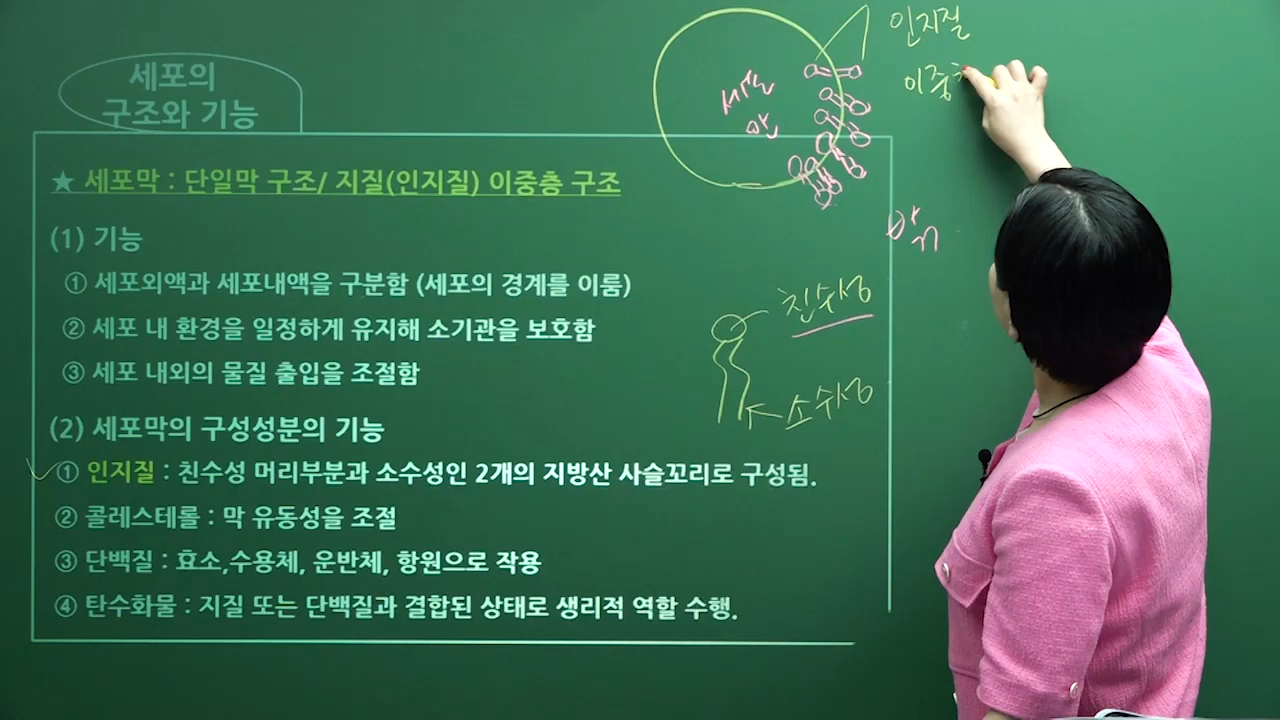 세포의
구조와 기능
★ 세포막 : 단일막 구조/ 지질(인지질) 이중층 구조
(1) 기능
① 세포외액과 세포내액을 구분함 (세포의 경계를 이룸)
② 세포 내 환경을 일정하게 유지해 소기관을 보호함
③ 세포 내외의 물질 출입을 조절함
(2) 세포막의 구성성분의 기능
① 인지질 : 친수성 머리부분과 소수성인 2개의 지방산 사슬꼬리로 구성됨.
② 콜레스테롤 : 막 유동성을 조절
③ 단백질 : 효소,수용체, 운반체, 항원으로 작용
④ 탄수화물 : 지질 또는 단백질과 결합된 상태로 생리적 역할 수행.
인지질
이중
세포
안
밖
친수성
소수성